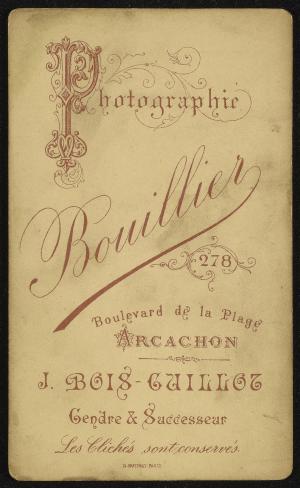 Photographie
Bouillier
278
Boulevard de la Plage
ARCACHON
J. BOIS-GUILLOT
Gendre & Successeur
Les Clichés sont conservés.